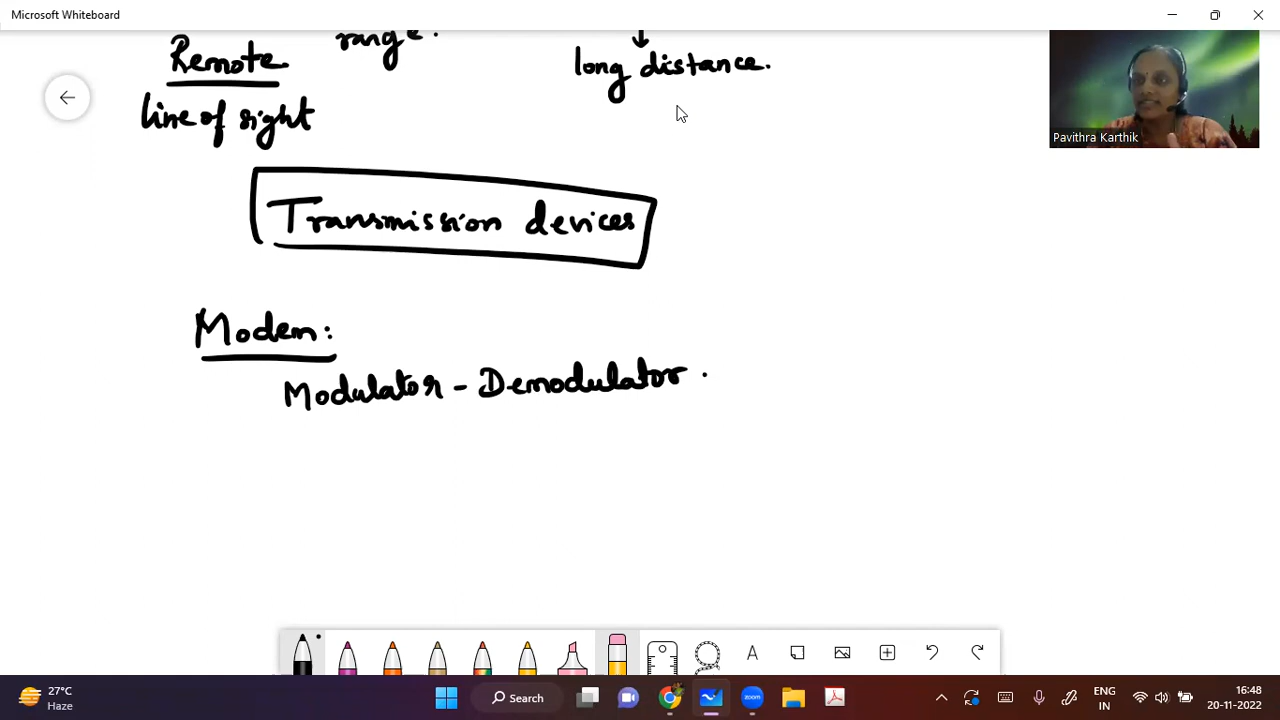 Microsoft Whiteboard
range.
Remote
long distance.
line of sight
Pavithra Karthik
Transmission devices
Modem:
Modulator - Demodulator.
A
27°C
Haze
Search
ENG
IN
16:48
20-11-2022